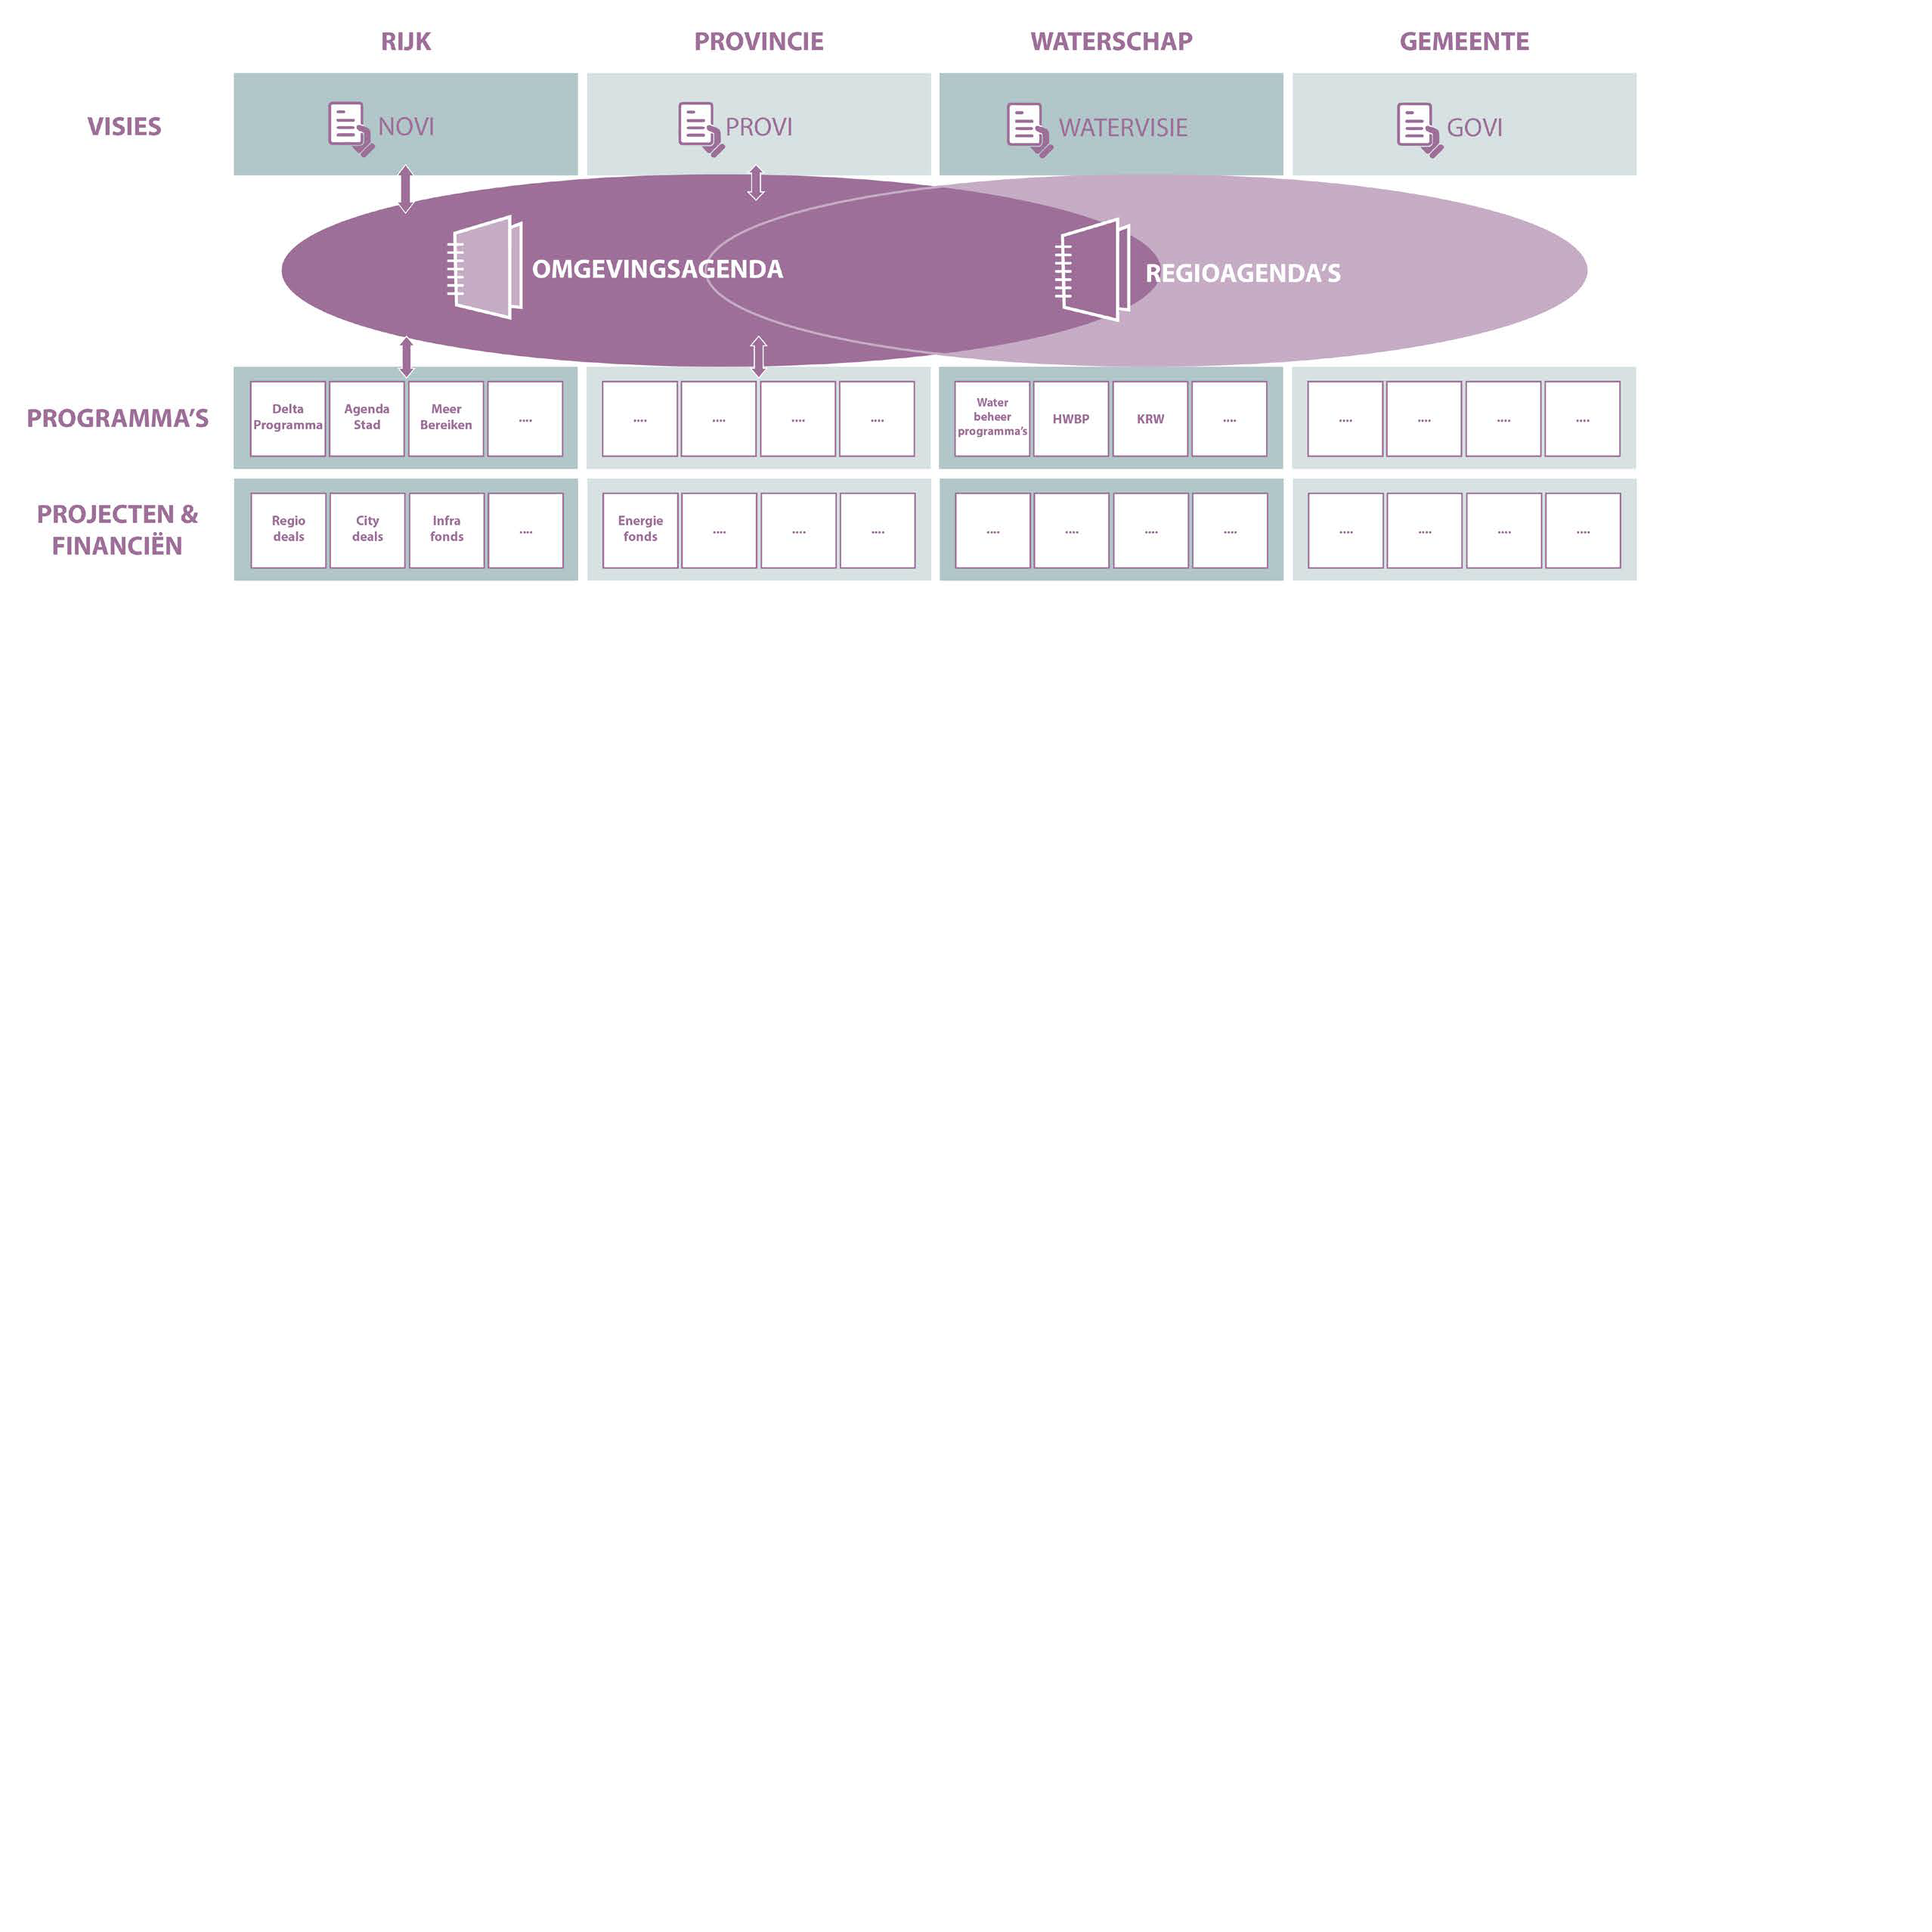 RIJK PROVINCIE WATERSCHAP GEMEENTE
VISIES NOVI PROVI WATERVISIE GOVI
OMGEVINGSAGENDA REGIOAGENDA’S
PROGRAMMA’S
Delta
Programma
Agenda
Stad
Meer
Bereiken
....
....
....
....
....
Water
beheer
programma’s
HWBP
KRW
....
....
....
....
....
PROJECTEN &
FINANCIËN
Regio
deals
City
deals
Infra
fonds
....
Energie
fonds
....
....
....
....
....
....
....
....
....
....
....